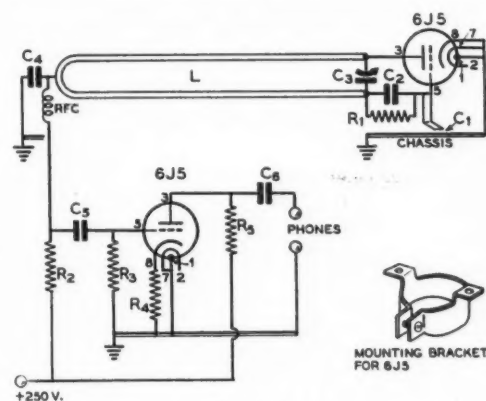 6J5
8
7
2
3
5
C₄
L
C₃
C₂
R₁
C₁
CHASSIS
RFC
6J5
C₆
3
C₅
5
R₂
R₃
8
7
1
2
R₄
R₅
PHONES
MOUNTING BRACKET
FOR 6J5
+250 V.